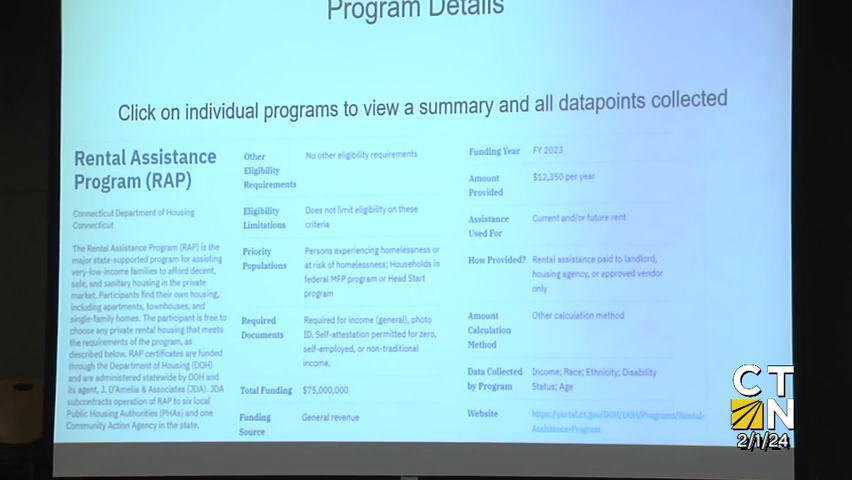 Program Details
Click on individual programs to view a summary and all datapoints collected
Rental Assistance
Program (RAP)
Connecticut Department of Housing
Connecticut
The Rental Assistance Program (RAP) is the
major state-supported program for assisting
very-low-income families to afford decent,
safe, and sanitary housing in the private
market. Participants find their own housing,
including apartments, townhouses, and
single-family homes. The participant is free to
choose any private rental housing that meets
the requirements of the program, as
described below. RAP certificates are funded
through the Department of Housing (DOH)
and are administered statewide by DOH and
its agent, J. D'Amelia & Associates (JDA). JDA
subcontracts operation of RAP to six local
Public Housing Authorities (PHAs) and one
Community Action Agency in the state.
Other
Eligibility
Requirements
No other eligibility requirements
Eligibility
Limitations
Does not limit eligibility on these
criteria
Priority
Populations
Persons experiencing homelessness or
at risk of homelessness; Households in
federal MFP program or Head Start
program
Required
Documents
Required for income (general), photo
ID. Self-attestation permitted for zero,
self-employed, or non-traditional
income.
Total Funding
$75,000,000
Funding
Source
General revenue
Funding Year
FY 2023
Amount
Provided
$12,350 per year
Assistance
Used For
Current and/or future rent
How Provided?
Rental assistance paid to landlord,
housing agency, or approved vendor
only
Amount
Calculation
Method
Other calculation method
Data Collected
by Program
Income; Race; Ethnicity; Disability
Status; Age
Website
https://portal.ct.gov/DOH/DOH/Programs/Rental-
Assistance-Program
CT
N
2/1/24